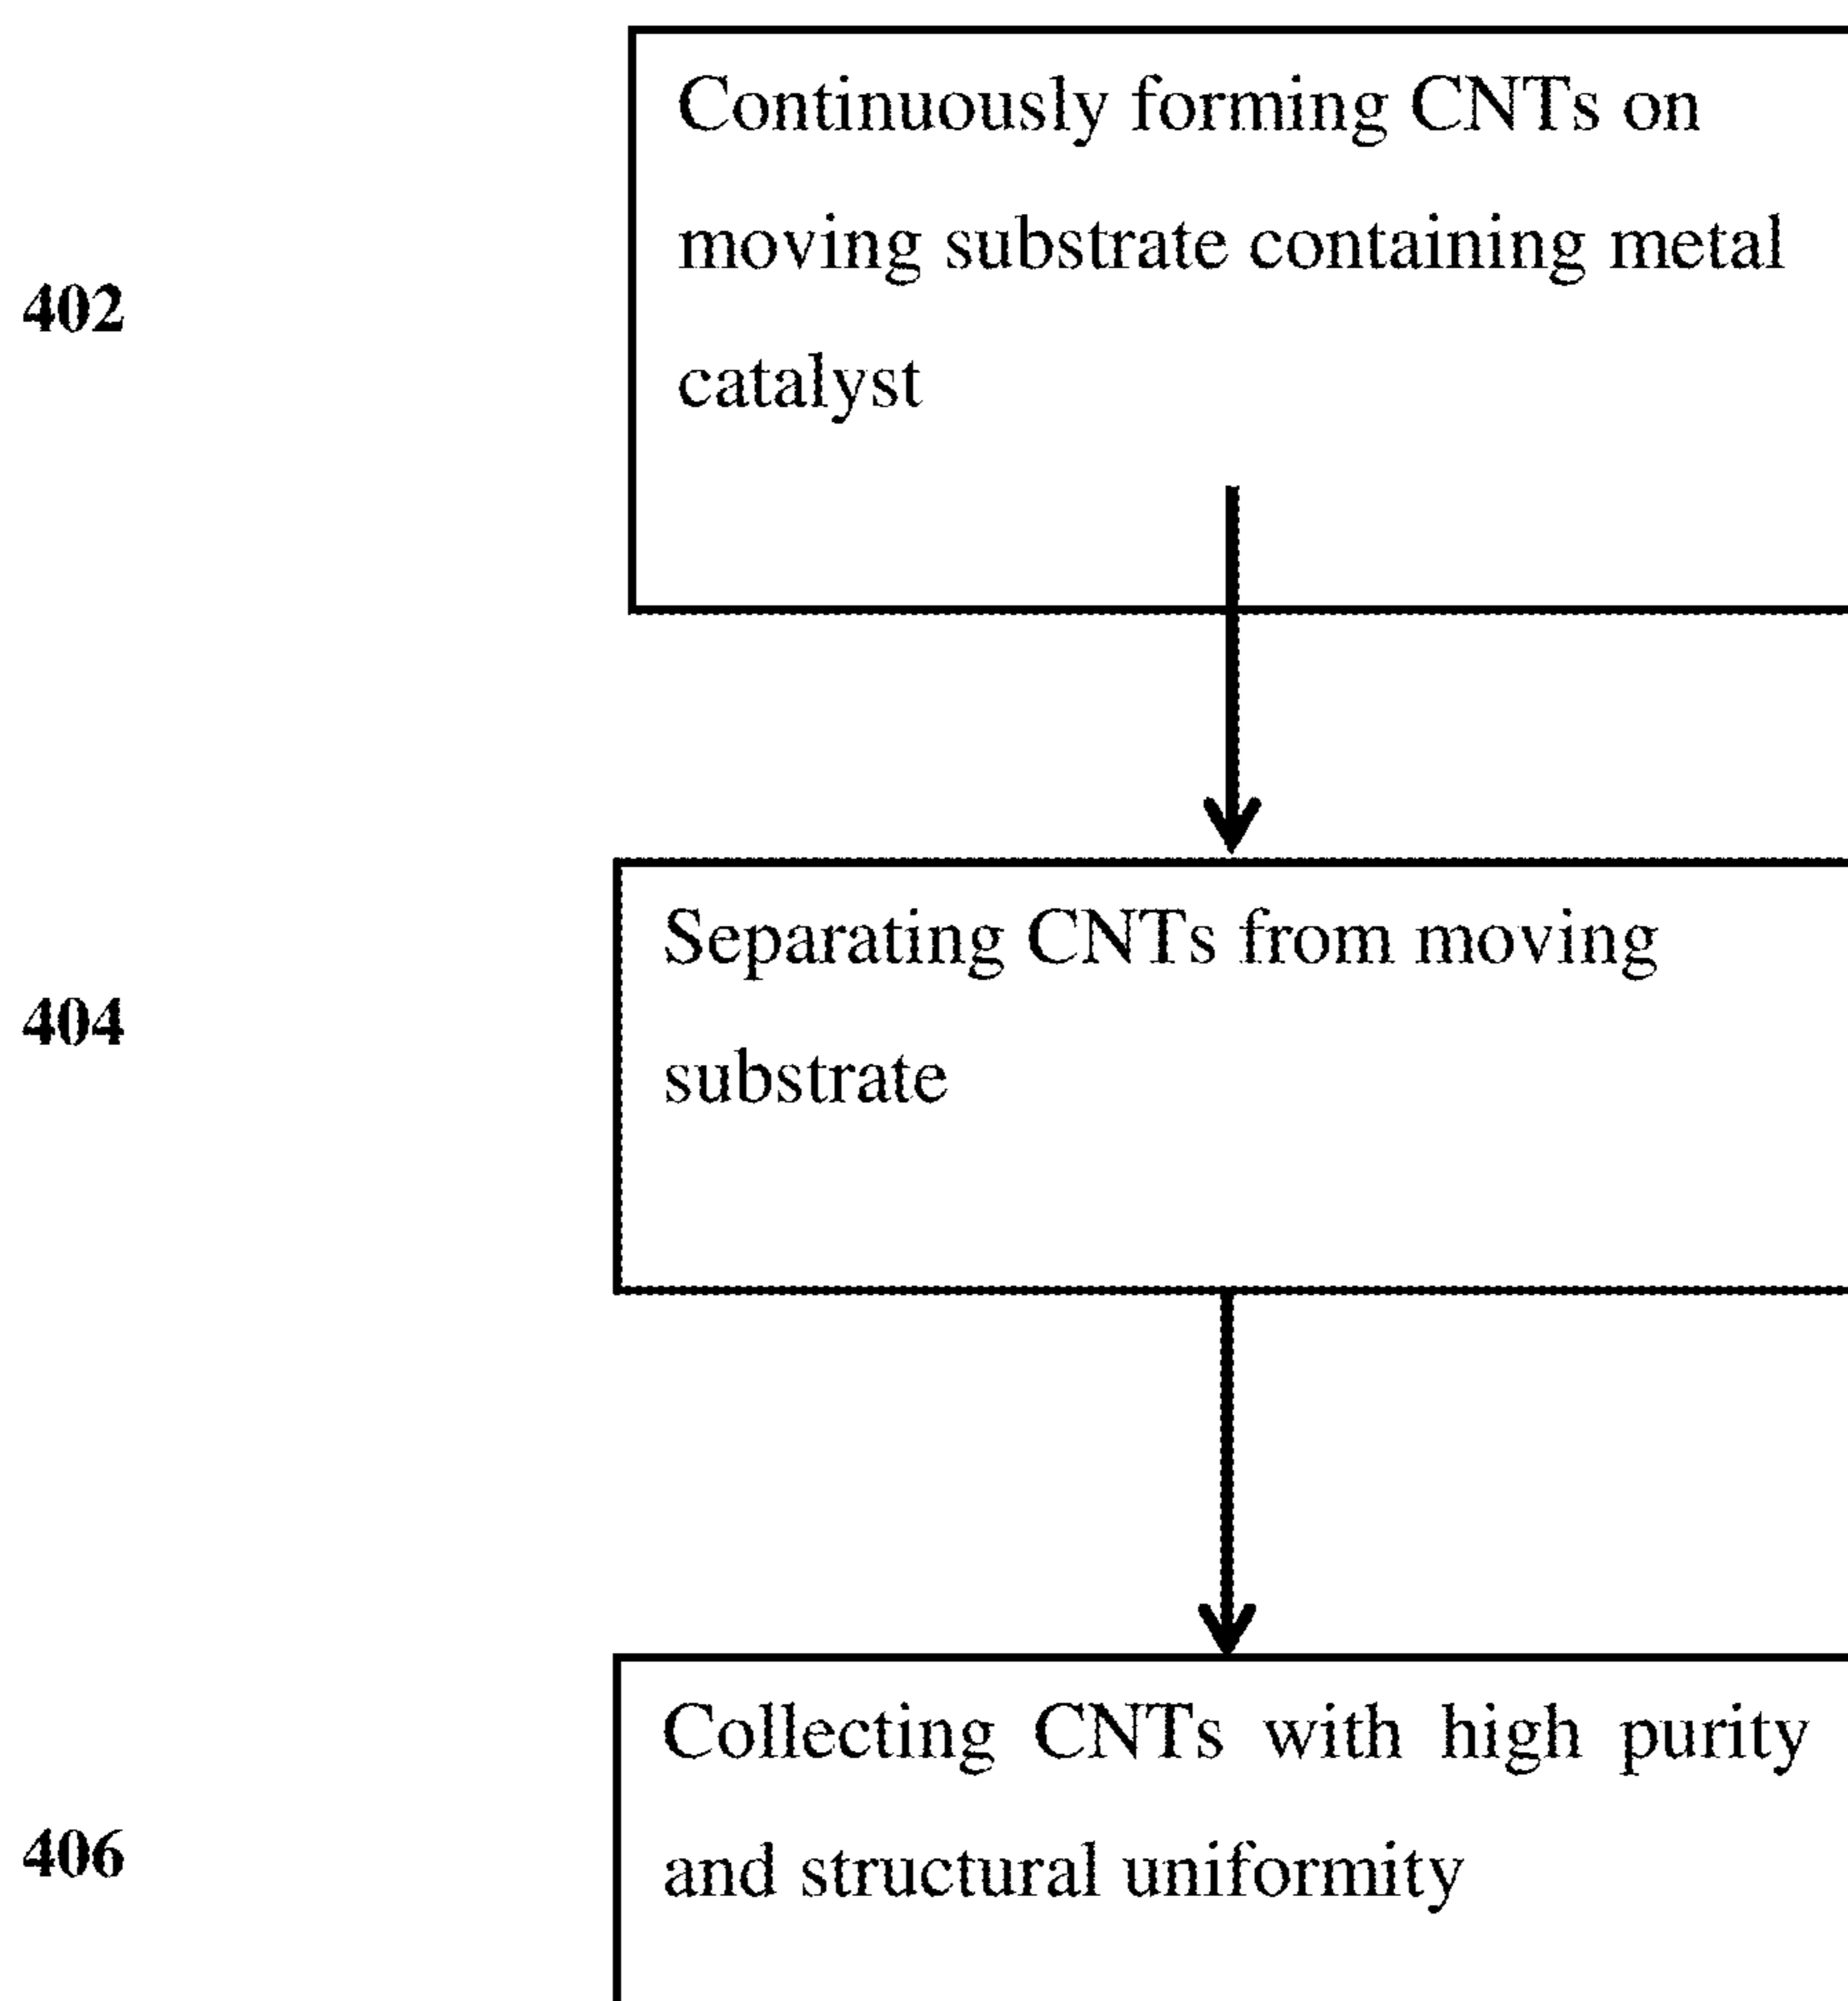 Continuously forming CNTs on
moving substrate containing metal
402
catalyst
Separating CNTs from moving
404
substrate
Collecting CNTs with high purity
406
and structural uniformity